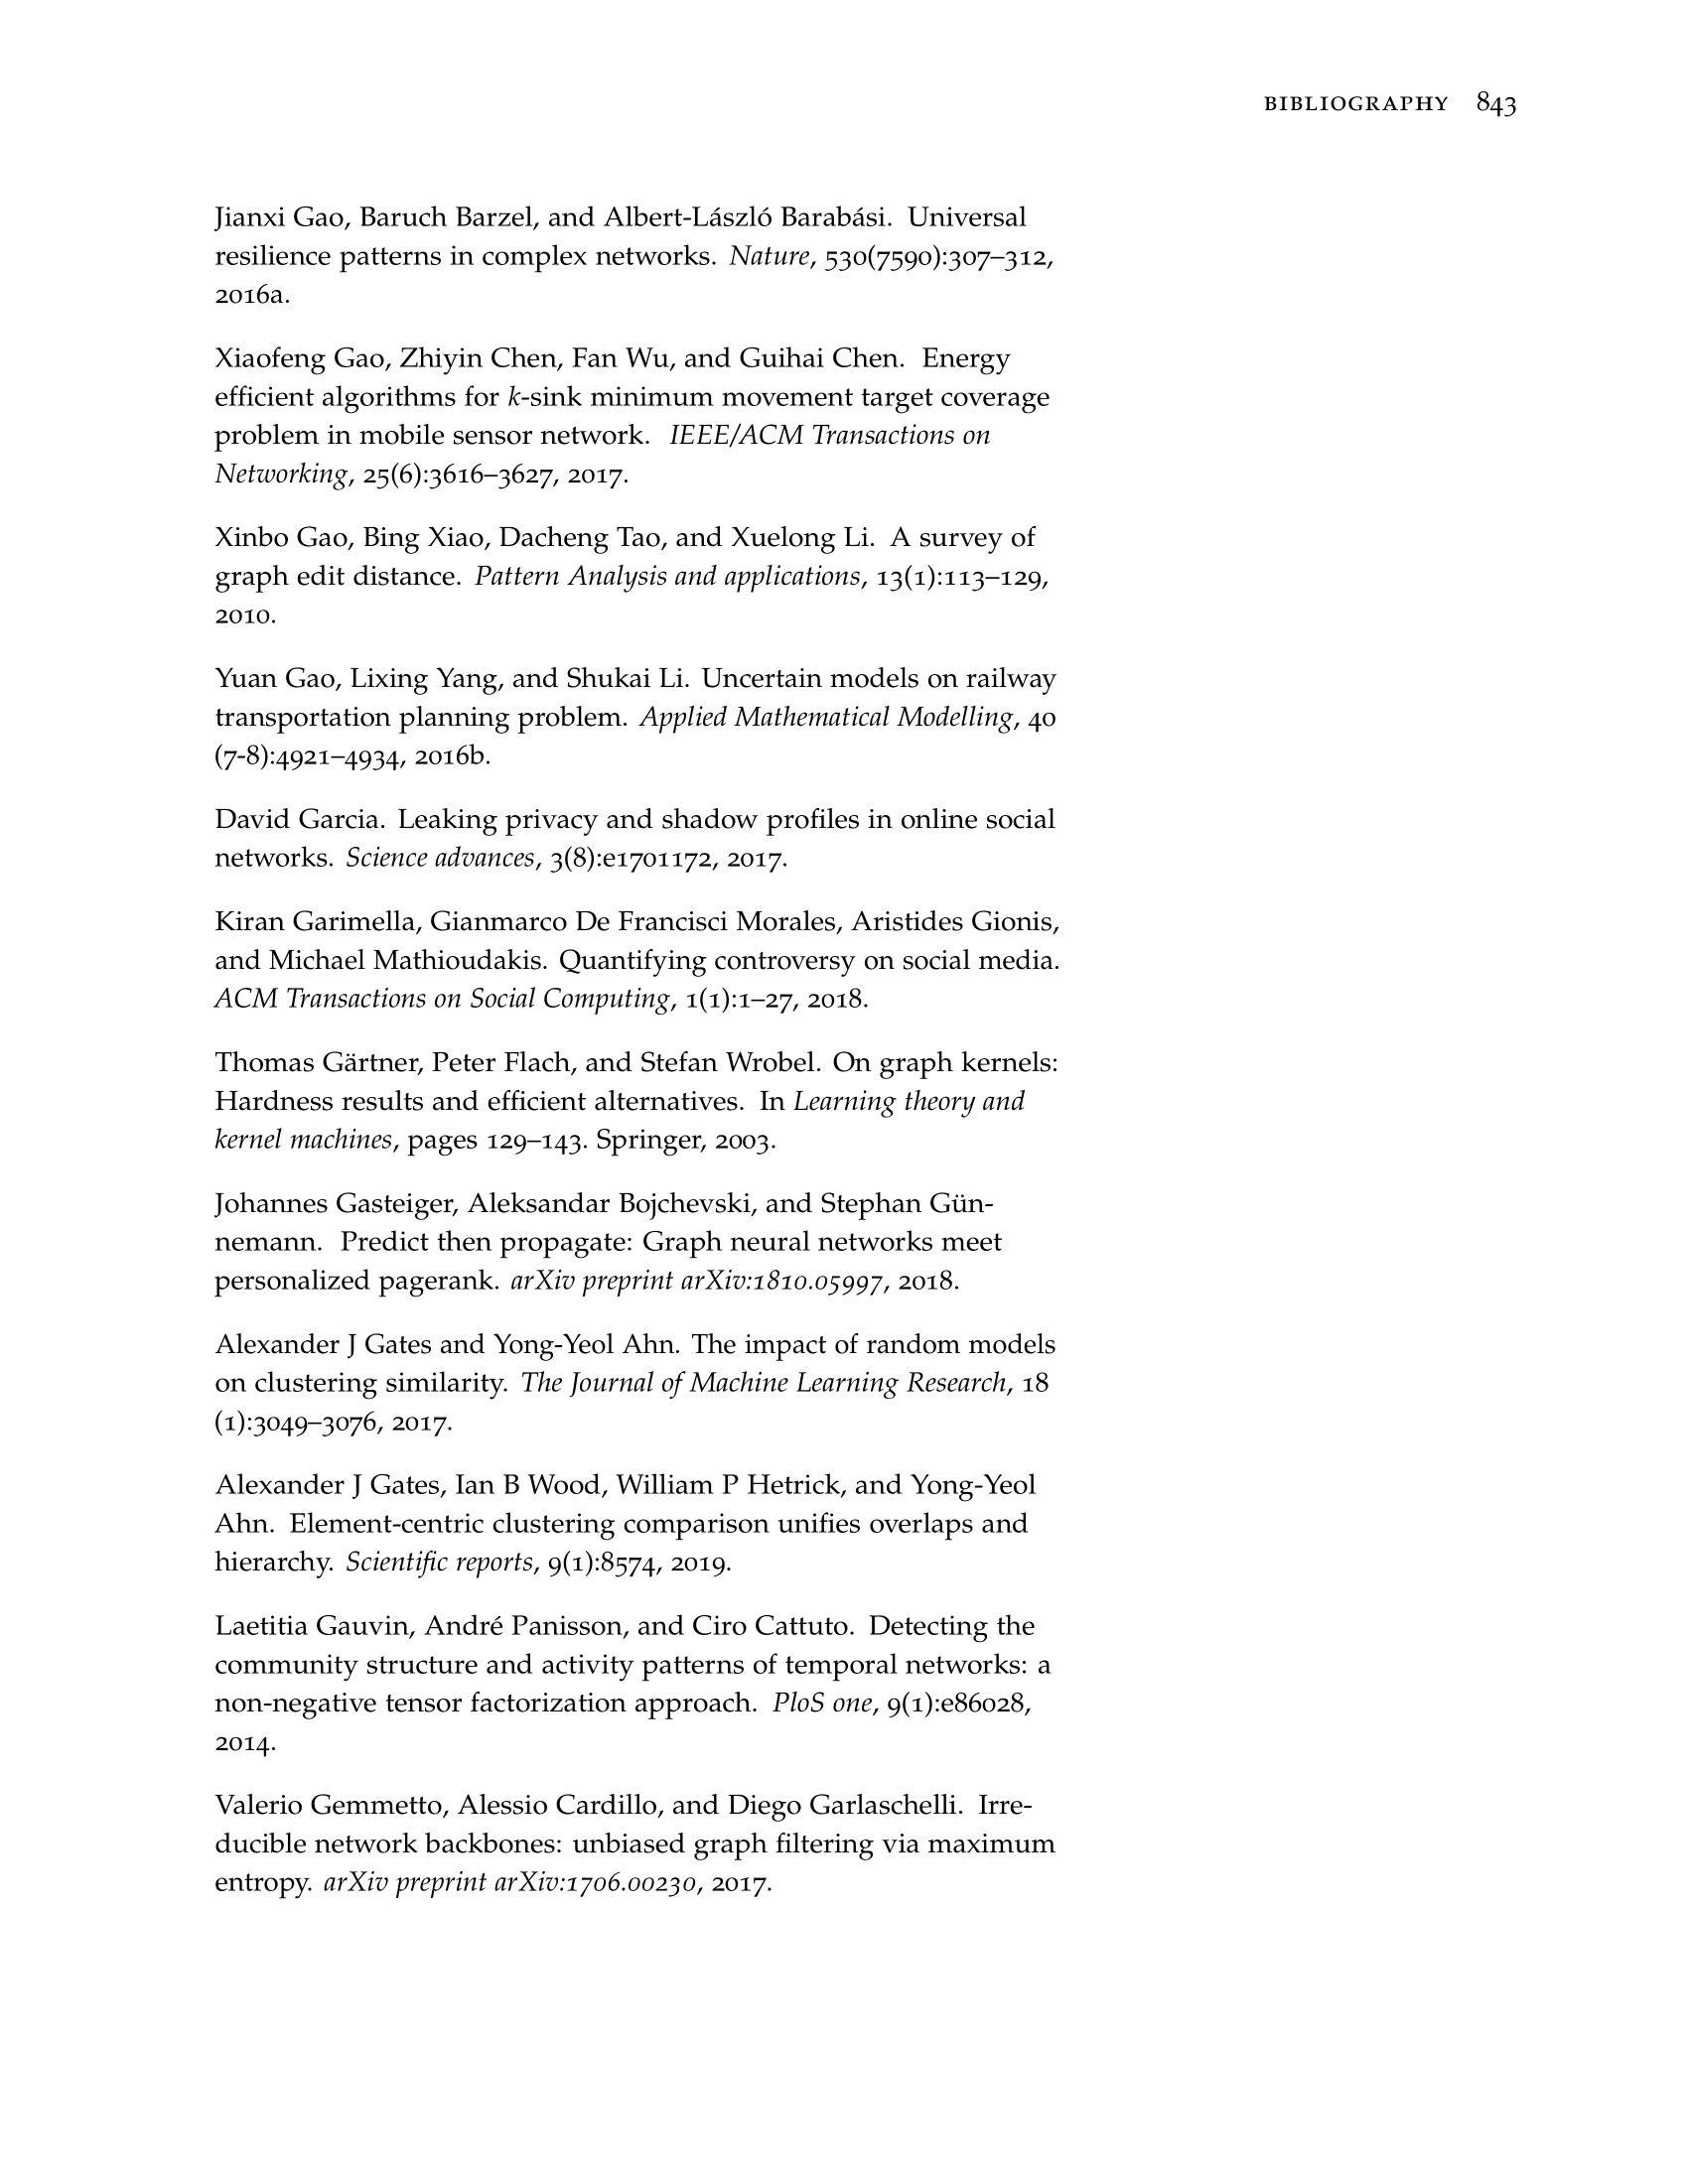 BIBLIOGRAPHY 843
Jianxi Gao, Baruch Barzel, and Albert-László Barabási. Universal
resilience patterns in complex networks. Nature, 530(7590):307–312,
2016a.
Xiaofeng Gao, Zhiyin Chen, Fan Wu, and Guihai Chen. Energy
efficient algorithms for k-sink minimum movement target coverage
problem in mobile sensor network. IEEE/ACM Transactions on
Networking, 25(6):3616–3627, 2017.
Xinbo Gao, Bing Xiao, Dacheng Tao, and Xuelong Li. A survey of
graph edit distance. Pattern Analysis and applications, 13(1):113–129,
2010.
Yuan Gao, Lixing Yang, and Shukai Li. Uncertain models on railway
transportation planning problem. Applied Mathematical Modelling, 40
(7-8):4921–4934, 2016b.
David Garcia. Leaking privacy and shadow profiles in online social
networks. Science advances, 3(8):e1701172, 2017.
Kiran Garimella, Gianmarco De Francisci Morales, Aristides Gionis,
and Michael Mathioudakis. Quantifying controversy on social media.
ACM Transactions on Social Computing, 1(1):1–27, 2018.
Thomas Gärtner, Peter Flach, and Stefan Wrobel. On graph kernels:
Hardness results and efficient alternatives. In Learning theory and
kernel machines, pages 129–143. Springer, 2003.
Johannes Gasteiger, Aleksandar Bojchevski, and Stephan Gün-
nemann. Predict then propagate: Graph neural networks meet
personalized pagerank. arXiv preprint arXiv:1810.05997, 2018.
Alexander J Gates and Yong-Yeol Ahn. The impact of random models
on clustering similarity. The Journal of Machine Learning Research, 18
(1):3049–3076, 2017.
Alexander J Gates, Ian B Wood, William P Hetrick, and Yong-Yeol
Ahn. Element-centric clustering comparison unifies overlaps and
hierarchy. Scientific reports, 9(1):8574, 2019.
Laetitia Gauvin, André Panisson, and Ciro Cattuto. Detecting the
community structure and activity patterns of temporal networks: a
non-negative tensor factorization approach. PloS one, 9(1):e86028,
2014.
Valerio Gemmetto, Alessio Cardillo, and Diego Garlaschelli. Irre-
ducible network backbones: unbiased graph filtering via maximum
entropy. arXiv preprint arXiv:1706.00230, 2017.